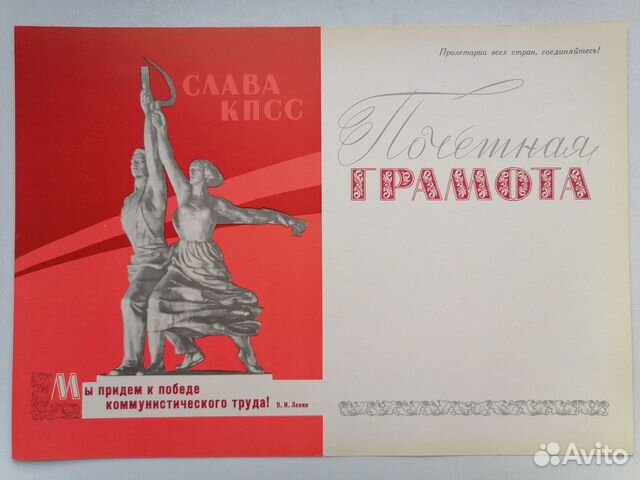 СЛАВА
КПСС
Мы придем к победе
коммунистического труда! В. И. Ленин
Пролетарии всех стран, соединяйтесь!
Почетная
ГРАМОТА
Avito